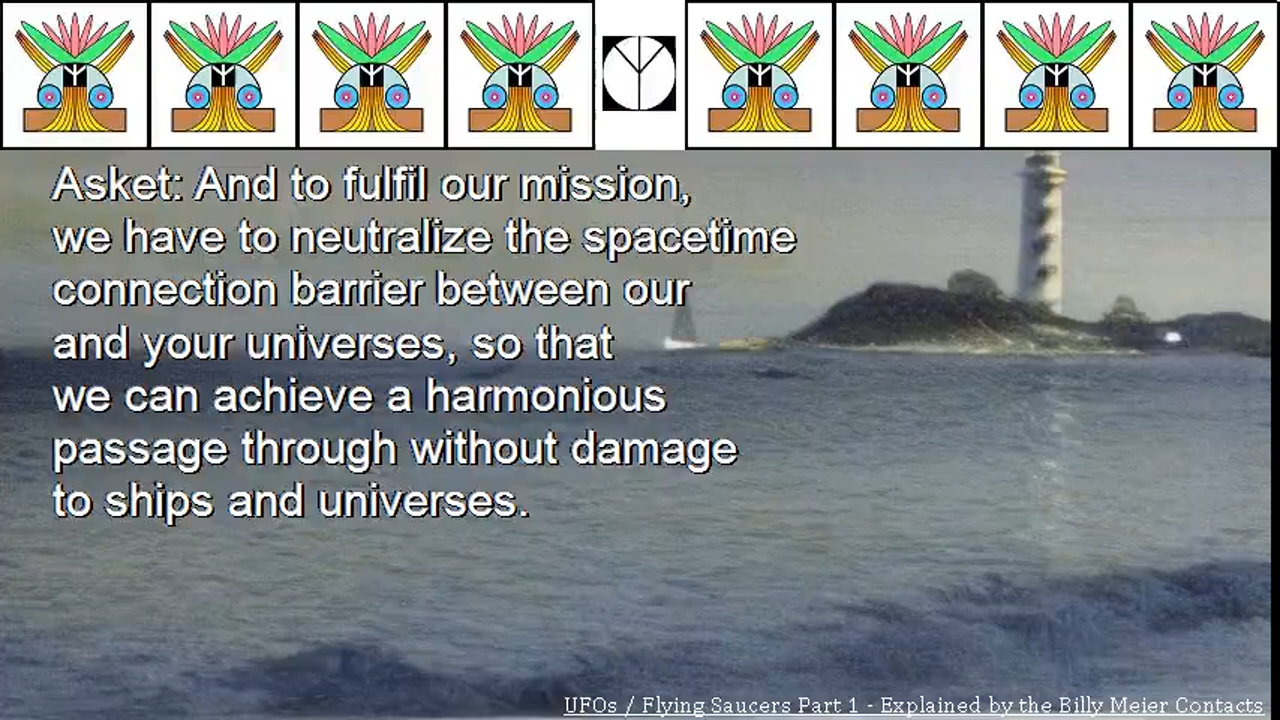 Asket: And to fulfil our mission,
we have to neutralize the spacetime
connection barrier between our
and your universes, so that
we can achieve a harmonious
passage through without damage
to ships and universes.
UFOs / Flying Saucers Part 1 - Explained by the Billy Meier Contacts